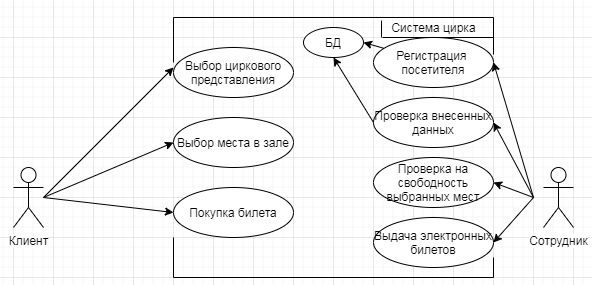 Система цирка
БД
Выбор циркового
представления
Регистрация
посетителя
Выбор места в зале
Проверка внесенных
данных
Проверка на
свободность
выбранных мест
Покупка билета
Выдача электронных
билетов
Клиент
Сотрудник